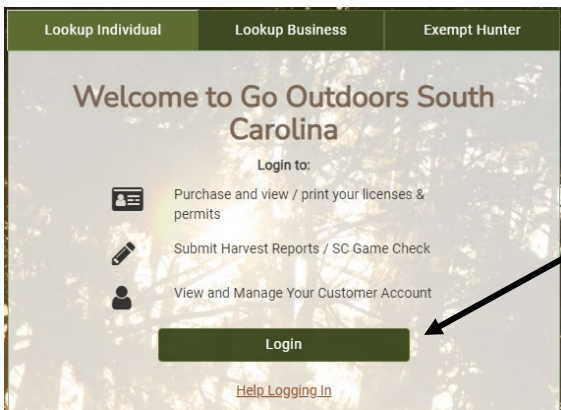 Lookup Individual Lookup Business Exempt Hunter
Welcome to Go Outdoors South
Carolina
Login to:
Purchase and view / print your licenses &
permits
Submit Harvest Reports / SC Game Check
View and Manage Your Customer Account
Login
Help Logging In